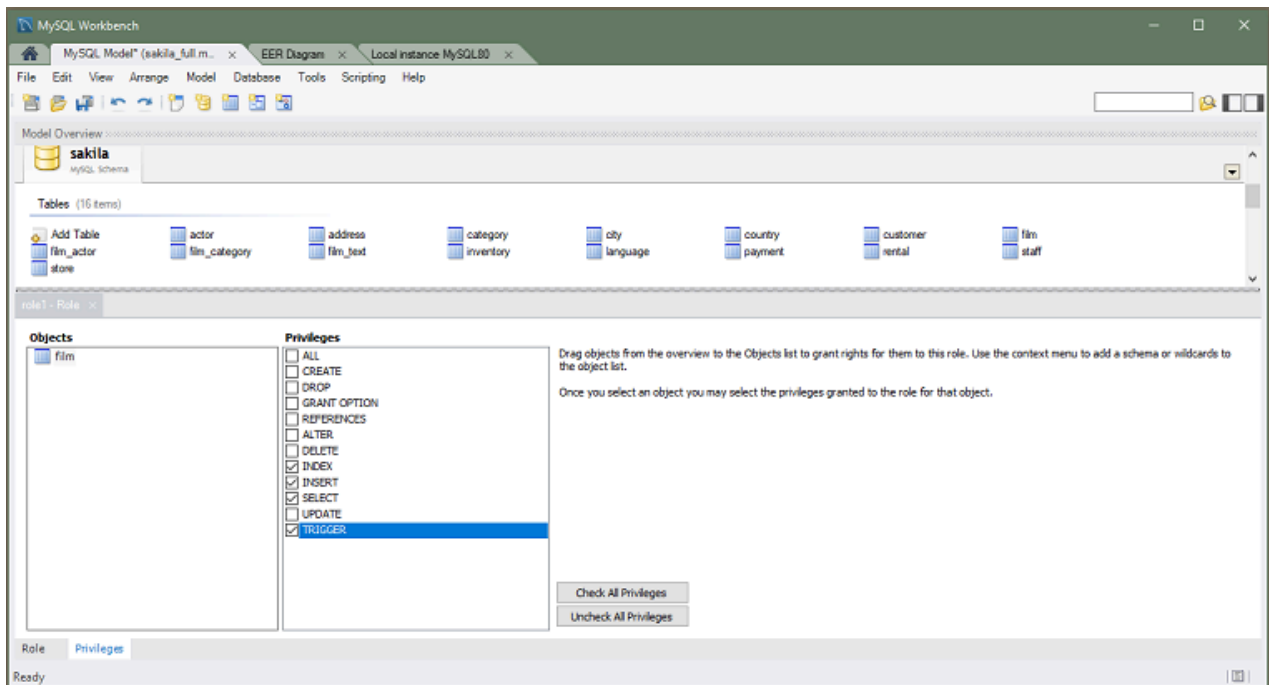 MySQL Workbench
MySQL Model* (sakila_full.m.. × EER Diagram × Local instance MySQL80 ×
File Edit View Arrange Model Database Tools Scripting Help
Model Overview
sakila
MySQL Schema
Tables (16 items)
Add Table actor address category city country customer film
film_actor film_category film_text inventory language payment rental staff
store
role1 - Role ×
Objects Privileges
film
ALL
CREATE
DROP
GRANT OPTION
REFERENCES
ALTER
DELETE
INDEX
INSERT
SELECT
UPDATE
TRIGGER
Drag objects from the overview to the Objects list to grant rights for them to this role. Use the context menu to add a schema or wildcards to
the object list.
Once you select an object you may select the privileges granted to the role for that object.
Check All Privileges
Uncheck All Privileges
Role Privileges
Ready